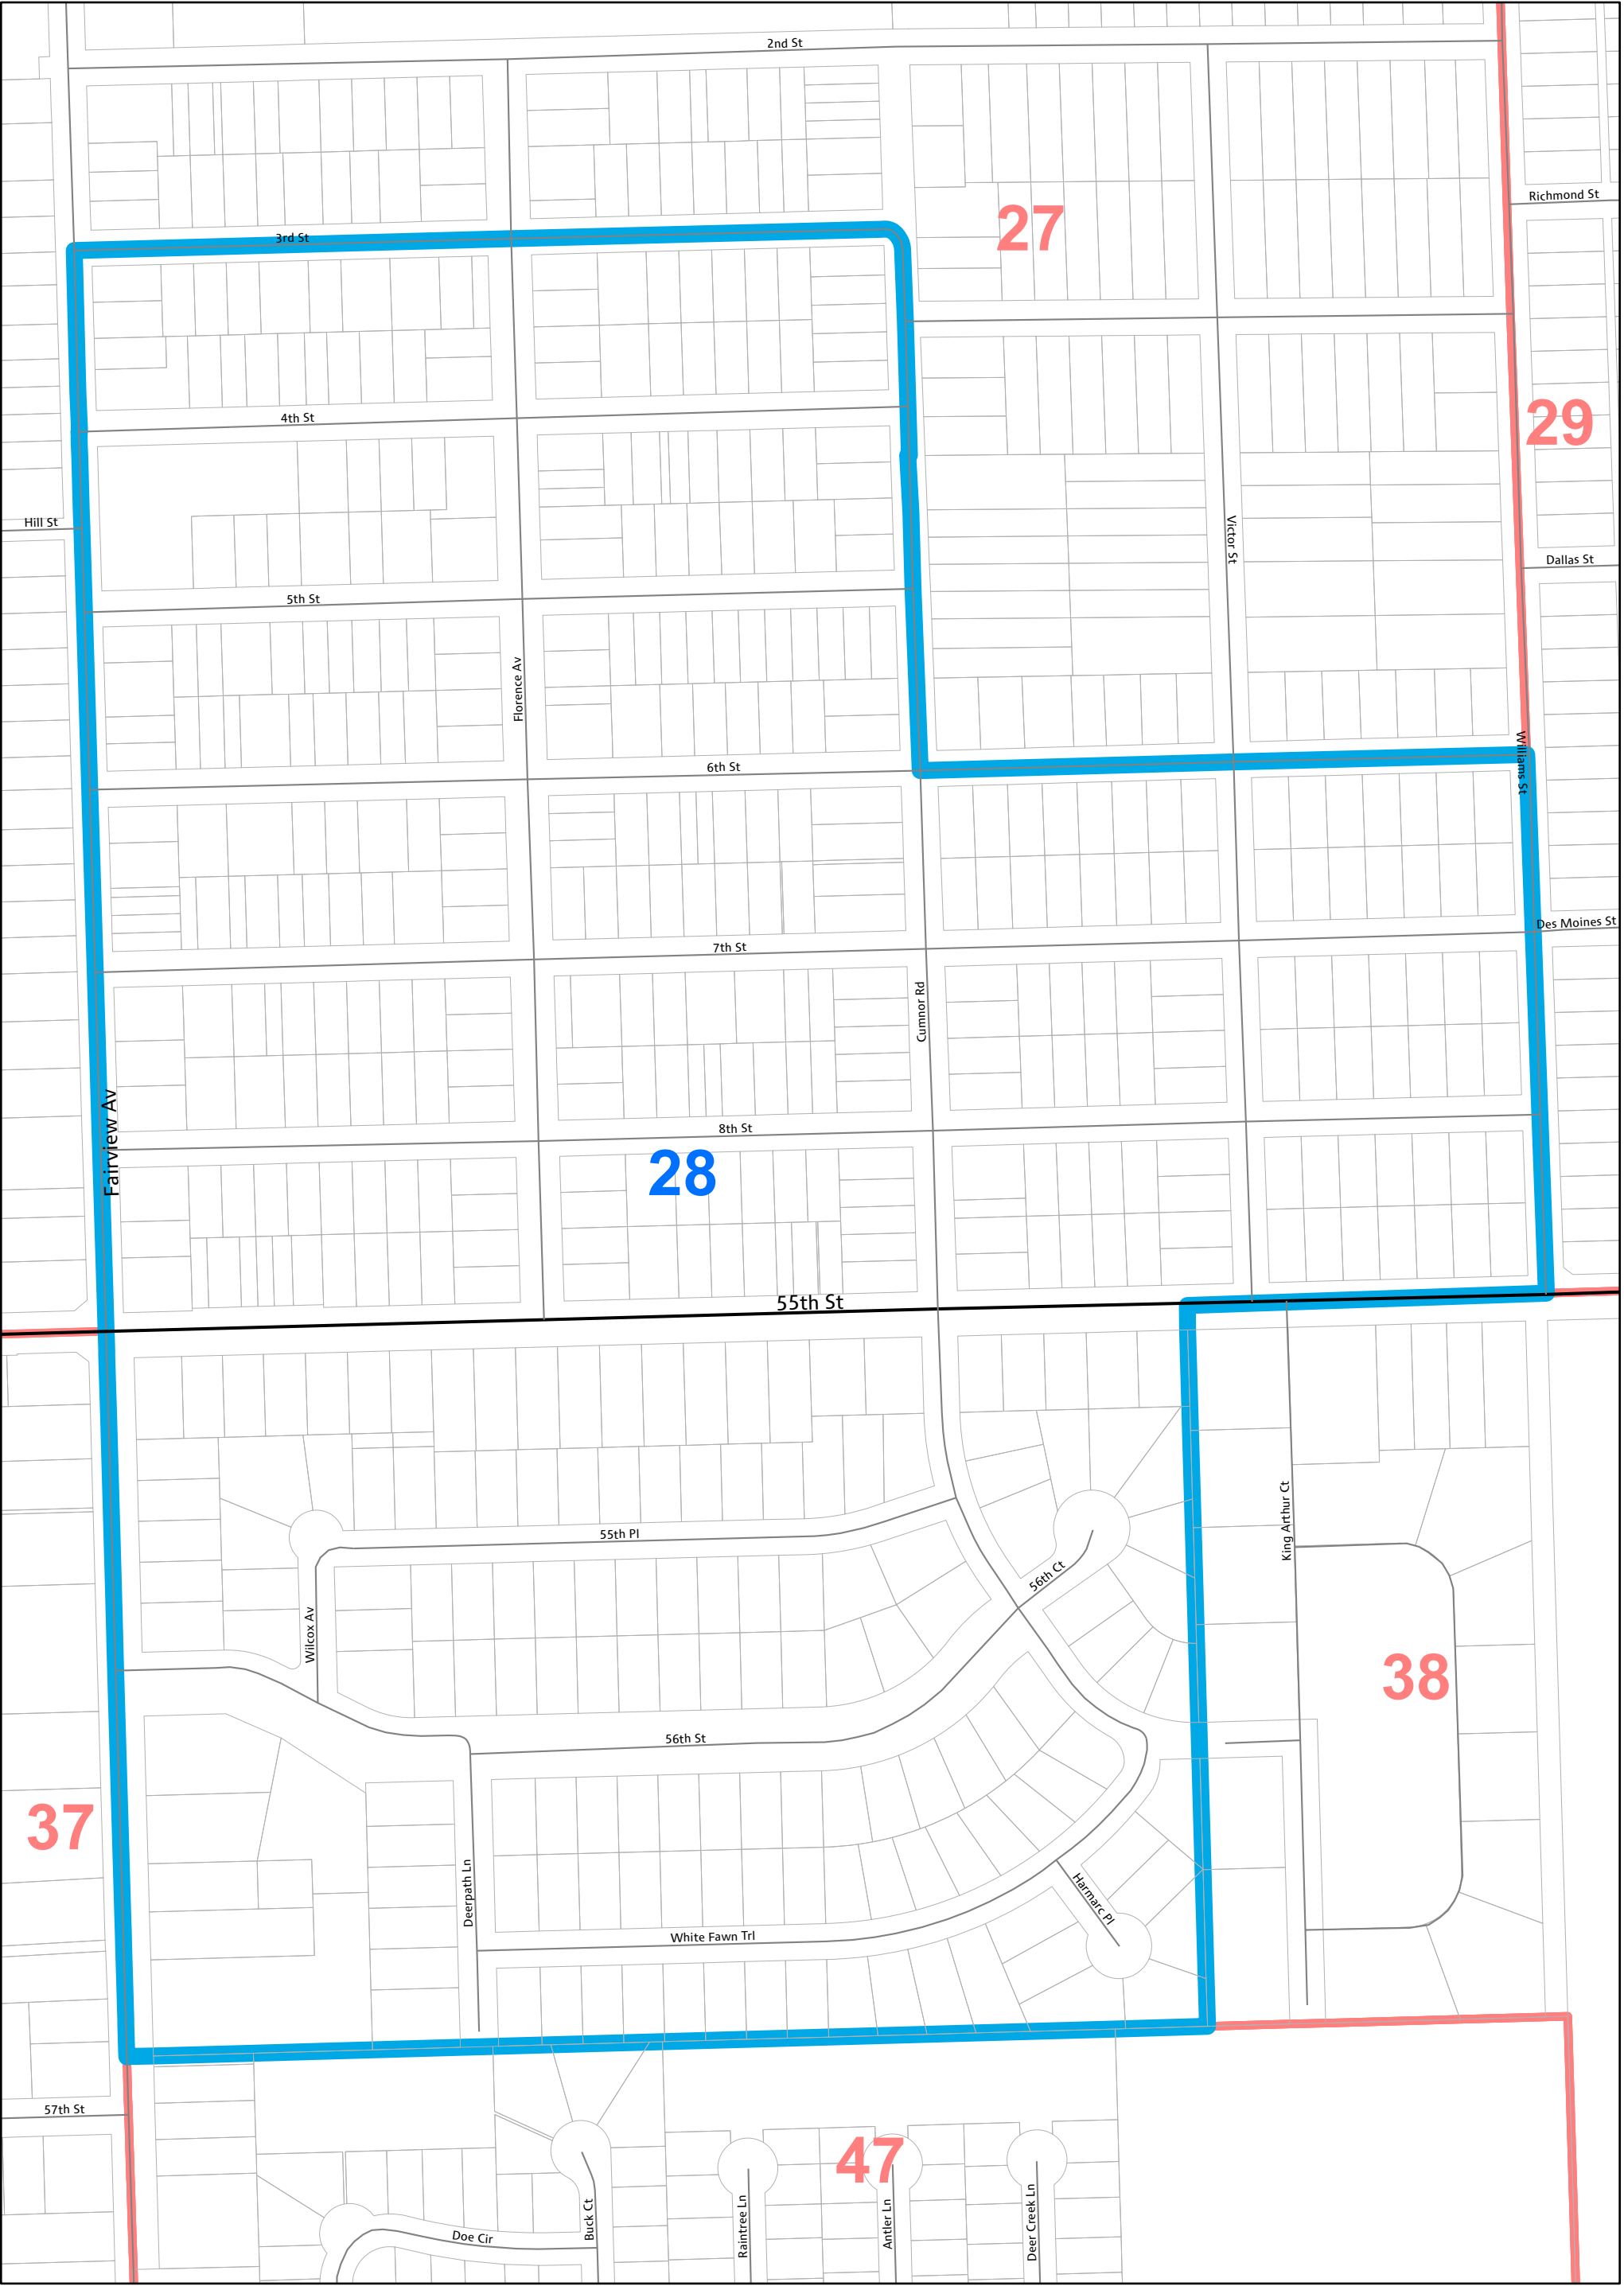 2nd St
Richmond St
27
3rd St
29
4th St
Hill St
Victor St
Dallas St
5th St
Florence Av
6th St
Williams St
Des Moines St
7th St
Cumnor Rd
Fairview Av
8th St
28
55th St
King Arthur Ct
55th Pl
56th Ct
Wilcox Av
38
56th St
37
Deerpath Ln
Harmarc Pl
White Fawn Trl
57th St
47
Buck Ct
Raintree Ln
Antler Ln
Deer Creek Ln
Doe Cir